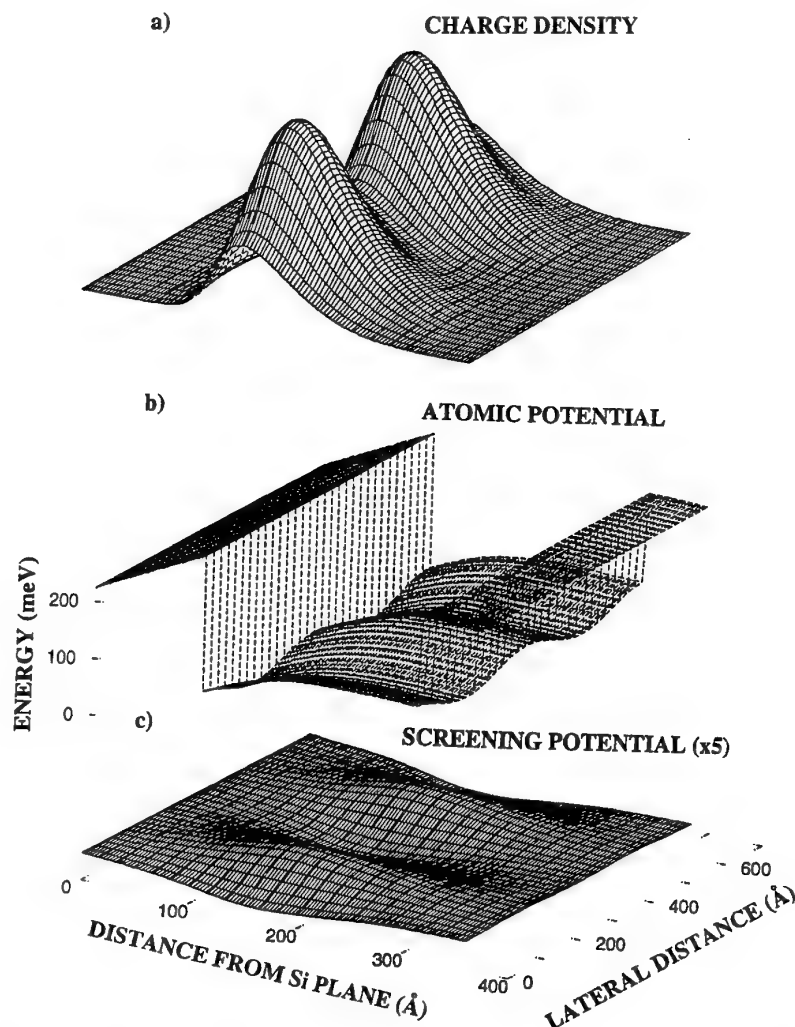 a)
CHARGE DENSITY
b)
ATOMIC POTENTIAL
ENERGY (meV)
200
100
0
c)
SCREENING POTENTIAL (x5)
0
100
200
300
400
DISTANCE FROM Si PLANE (Å)
0
200
400
600
LATERAL DISTANCE (Å)